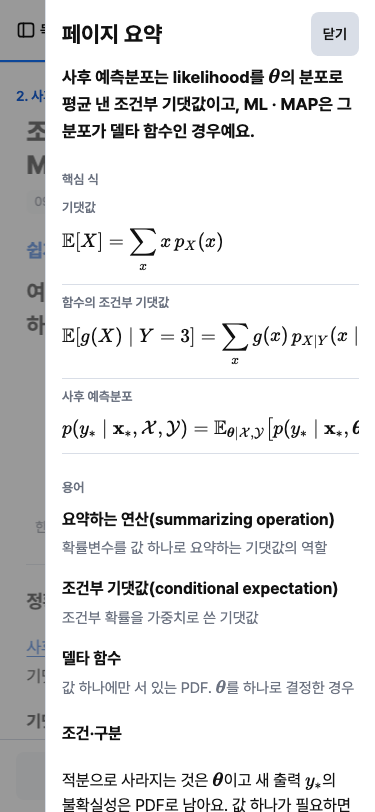 페이지 요약
닫기
사후 예측분포는 likelihood를 θ의 분포로
평균 낸 조건부 기댓값이고, ML · MAP은 그
분포가 델타 함수인 경우예요.
핵심 식
기댓값
𝔼[X] = ∑ₓ x p_X(x)
함수의 조건부 기댓값
𝔼[g(X) | Y = 3] = ∑ₓ g(x) p_{X|Y}(x |
사후 예측분포
p(y∗ | 𝐱∗, 𝒳, 𝒴) = 𝔼_{θ|𝒳,𝒴}[p(y∗ | 𝐱∗, θ
용어
요약하는 연산(summarizing operation)
확률변수를 값 하나로 요약하는 기댓값의 역할
조건부 기댓값(conditional expectation)
조건부 확률을 가중치로 쓴 기댓값
델타 함수
값 하나에만 서 있는 PDF. θ를 하나로 결정한 경우
조건·구분
적분으로 사라지는 것은 θ이고 새 출력 y∗의
불확실성은 PDF로 남아요. 값 하나가 필요하면
2. 사